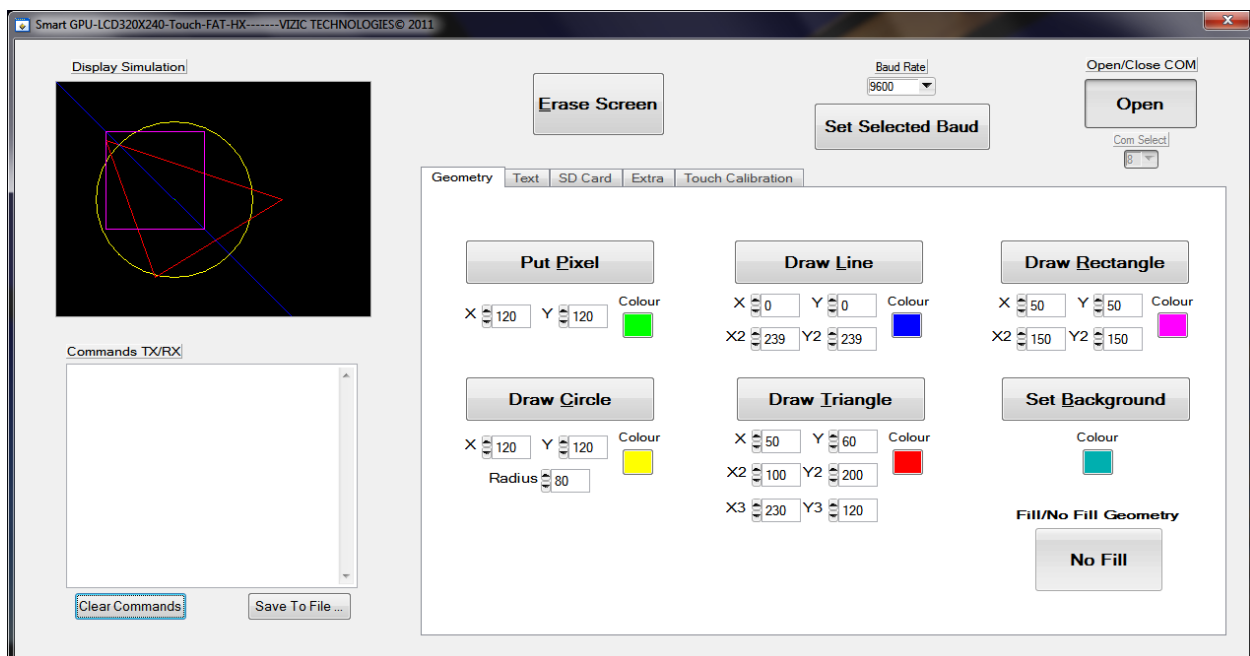 Smart GPU-LCD320X240-Touch-FAT-HX-------VIZIC TECHNOLOGIES© 2011
Display Simulation
Erase Screen
Baud Rate
9600
Set Selected Baud
Open/Close COM
Open
Com Select
8
Geometry Text SD Card Extra Touch Calibration
Put Pixel Draw Line Draw Rectangle
X 120 Y 120 Colour X 0 Y 0 Colour X 50 Y 50 Colour
X2 239 Y2 239 X2 150 Y2 150
Commands TX/RX
Draw Circle Draw Triangle Set Background
X 120 Y 120 Colour X 50 Y 60 Colour Colour
Radius 80 X2 100 Y2 200
X3 230 Y3 120
Fill/No Fill Geometry
No Fill
Clear Commands Save To File ...